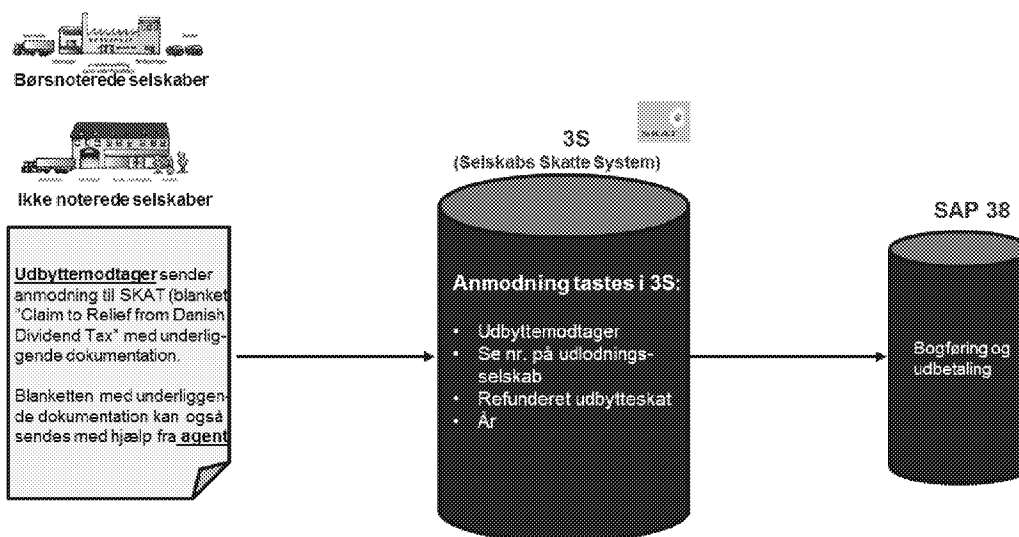 Børsnoterede selskaber
Ikke noterede selskaber
Udbyttemodtager sender
anmodning til SKAT (blanket
"Claim to Relief from Danish
Dividend Tax" med underlig-
gende dokumentation.
Blanketten med underliggen-
de dokumentation kan også
sendes med hjælp fra agent
3S
(Selskabs Skatte System)
SKAT
Anmodning tastes i 3S:
• Udbyttemodtager
• Se nr. på udlodnings-
selskab
• Refunderet udbytteskat
• År
SAP 38
Bogføring og
udbetaling